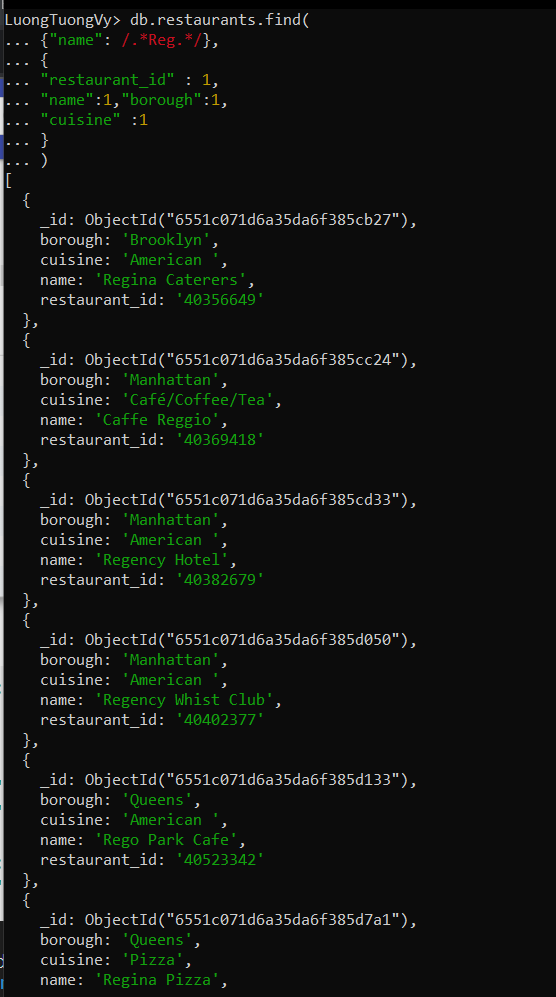 LuongTuongVy> db.restaurants.find(
... {"name": /.*Reg.*/},
... {
... "restaurant_id" : 1,
... "name":1,"borough":1,
... "cuisine" :1
... }
... )
[
  {
    _id: ObjectId("6551c071d6a35da6f385cb27"),
    borough: 'Brooklyn',
    cuisine: 'American ',
    name: 'Regina Caterers',
    restaurant_id: '40356649'
  },
  {
    _id: ObjectId("6551c071d6a35da6f385cc24"),
    borough: 'Manhattan',
    cuisine: 'Café/Coffee/Tea',
    name: 'Caffe Reggio',
    restaurant_id: '40369418'
  },
  {
    _id: ObjectId("6551c071d6a35da6f385cd33"),
    borough: 'Manhattan',
    cuisine: 'American ',
    name: 'Regency Hotel',
    restaurant_id: '40382679'
  },
  {
    _id: ObjectId("6551c071d6a35da6f385d050"),
    borough: 'Manhattan',
    cuisine: 'American ',
    name: 'Regency Whist Club',
    restaurant_id: '40402377'
  },
  {
    _id: ObjectId("6551c071d6a35da6f385d133"),
    borough: 'Queens',
    cuisine: 'American ',
    name: 'Rego Park Cafe',
    restaurant_id: '40523342'
  },
  {
    _id: ObjectId("6551c071d6a35da6f385d7a1"),
    borough: 'Queens',
    cuisine: 'Pizza',
    name: 'Regina Pizza',